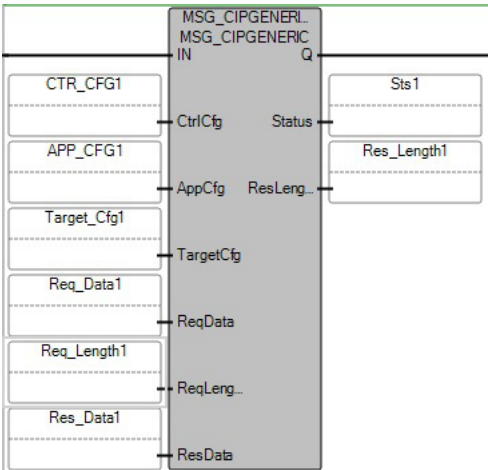 MSG_CIPGENERI...
MSG_CIPGENERIC
IN Q
CTR_CFG1 Sts1
CtrlCfg Status
APP_CFG1 Res_Length1
AppCfg ResLeng...
Target_Cfg1
TargetCfg
Req_Data1
ReqData
Req_Length1
ReqLeng...
Res_Data1
ResData